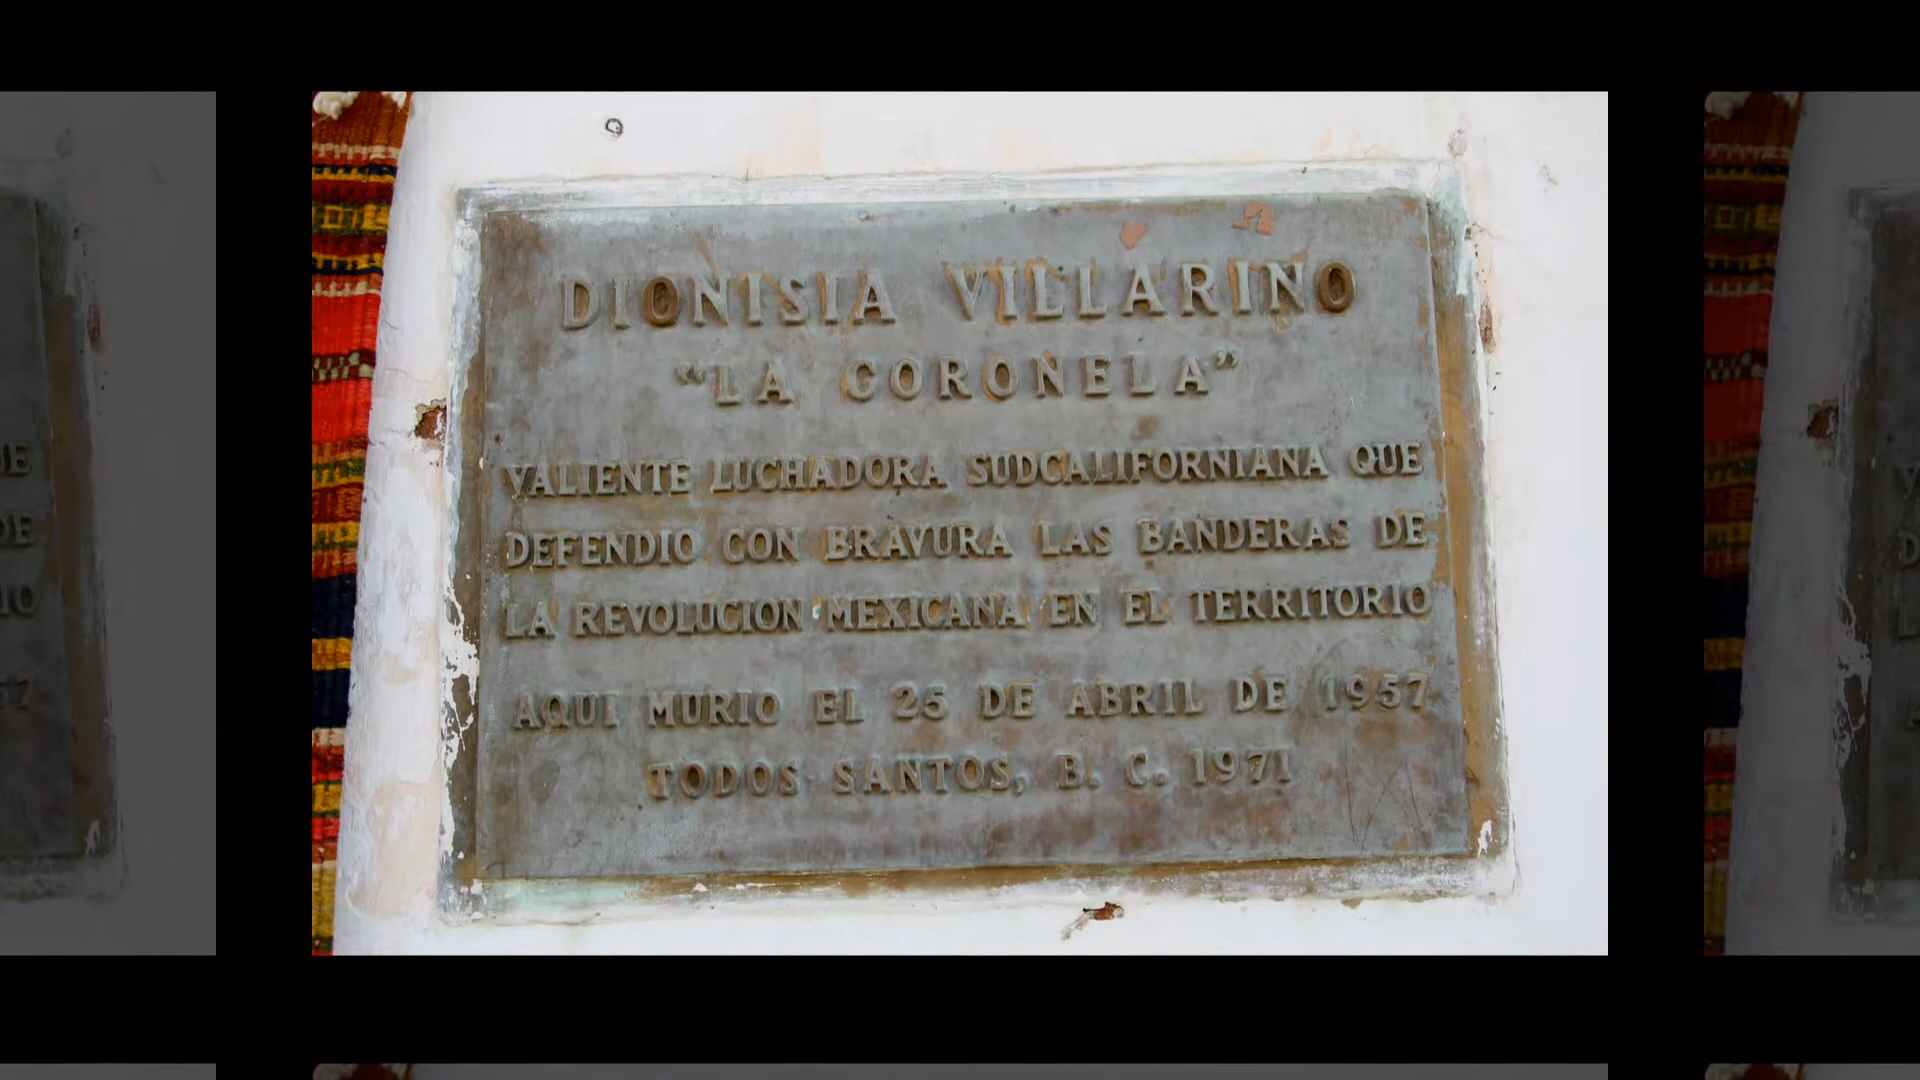 DIONISIA VILLARINO
“LA CORONELA”
VALIENTE LUCHADORA SUDCALIFORNIANA QUE
DEFENDIO CON BRAVURA LAS BANDERAS DE
LA REVOLUCION MEXICANA EN EL TERRITORIO
AQUI MURIO EL 25 DE ABRIL DE 1957
TODOS SANTOS, B. C. 1971